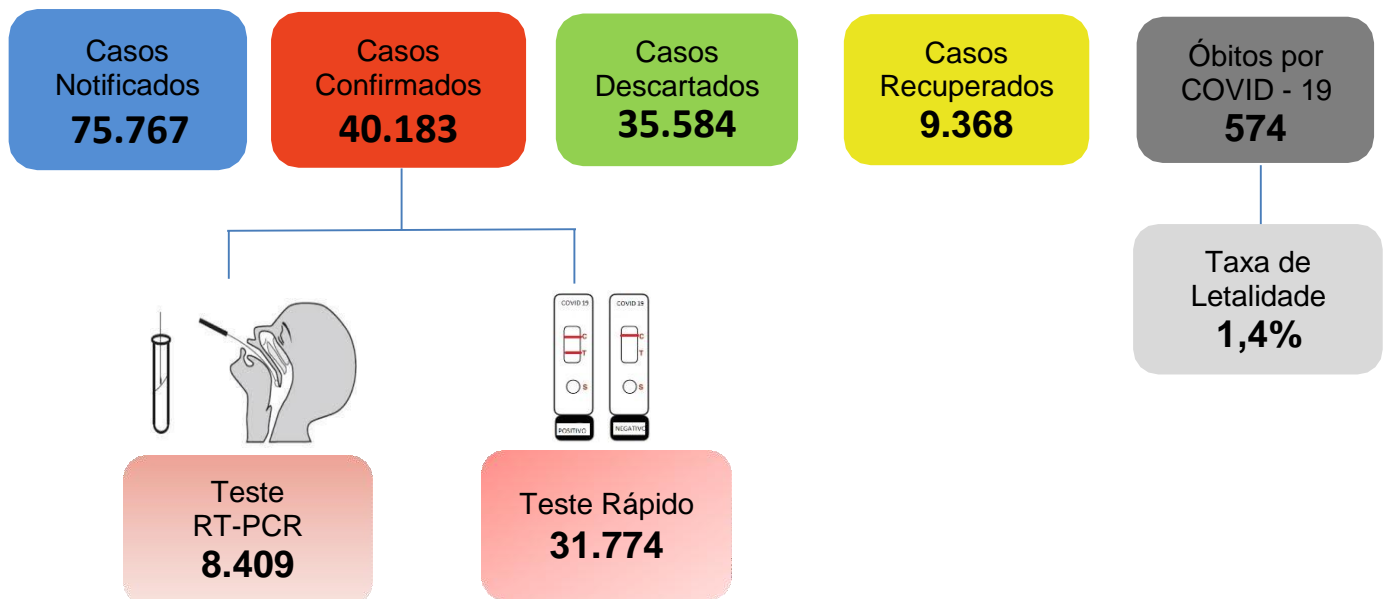 Casos
Notificados
75.767
Casos
Confirmados
40.183
Casos
Descartados
35.584
Casos
Recuperados
9.368
Óbitos por
COVID - 19
574
Taxa de
Letalidade
1,4%
COVID 19
C
T
S
POSITIVO
COVID 19
C
T
S
NEGATIVO
Teste
RT-PCR
8.409
Teste Rápido
31.774